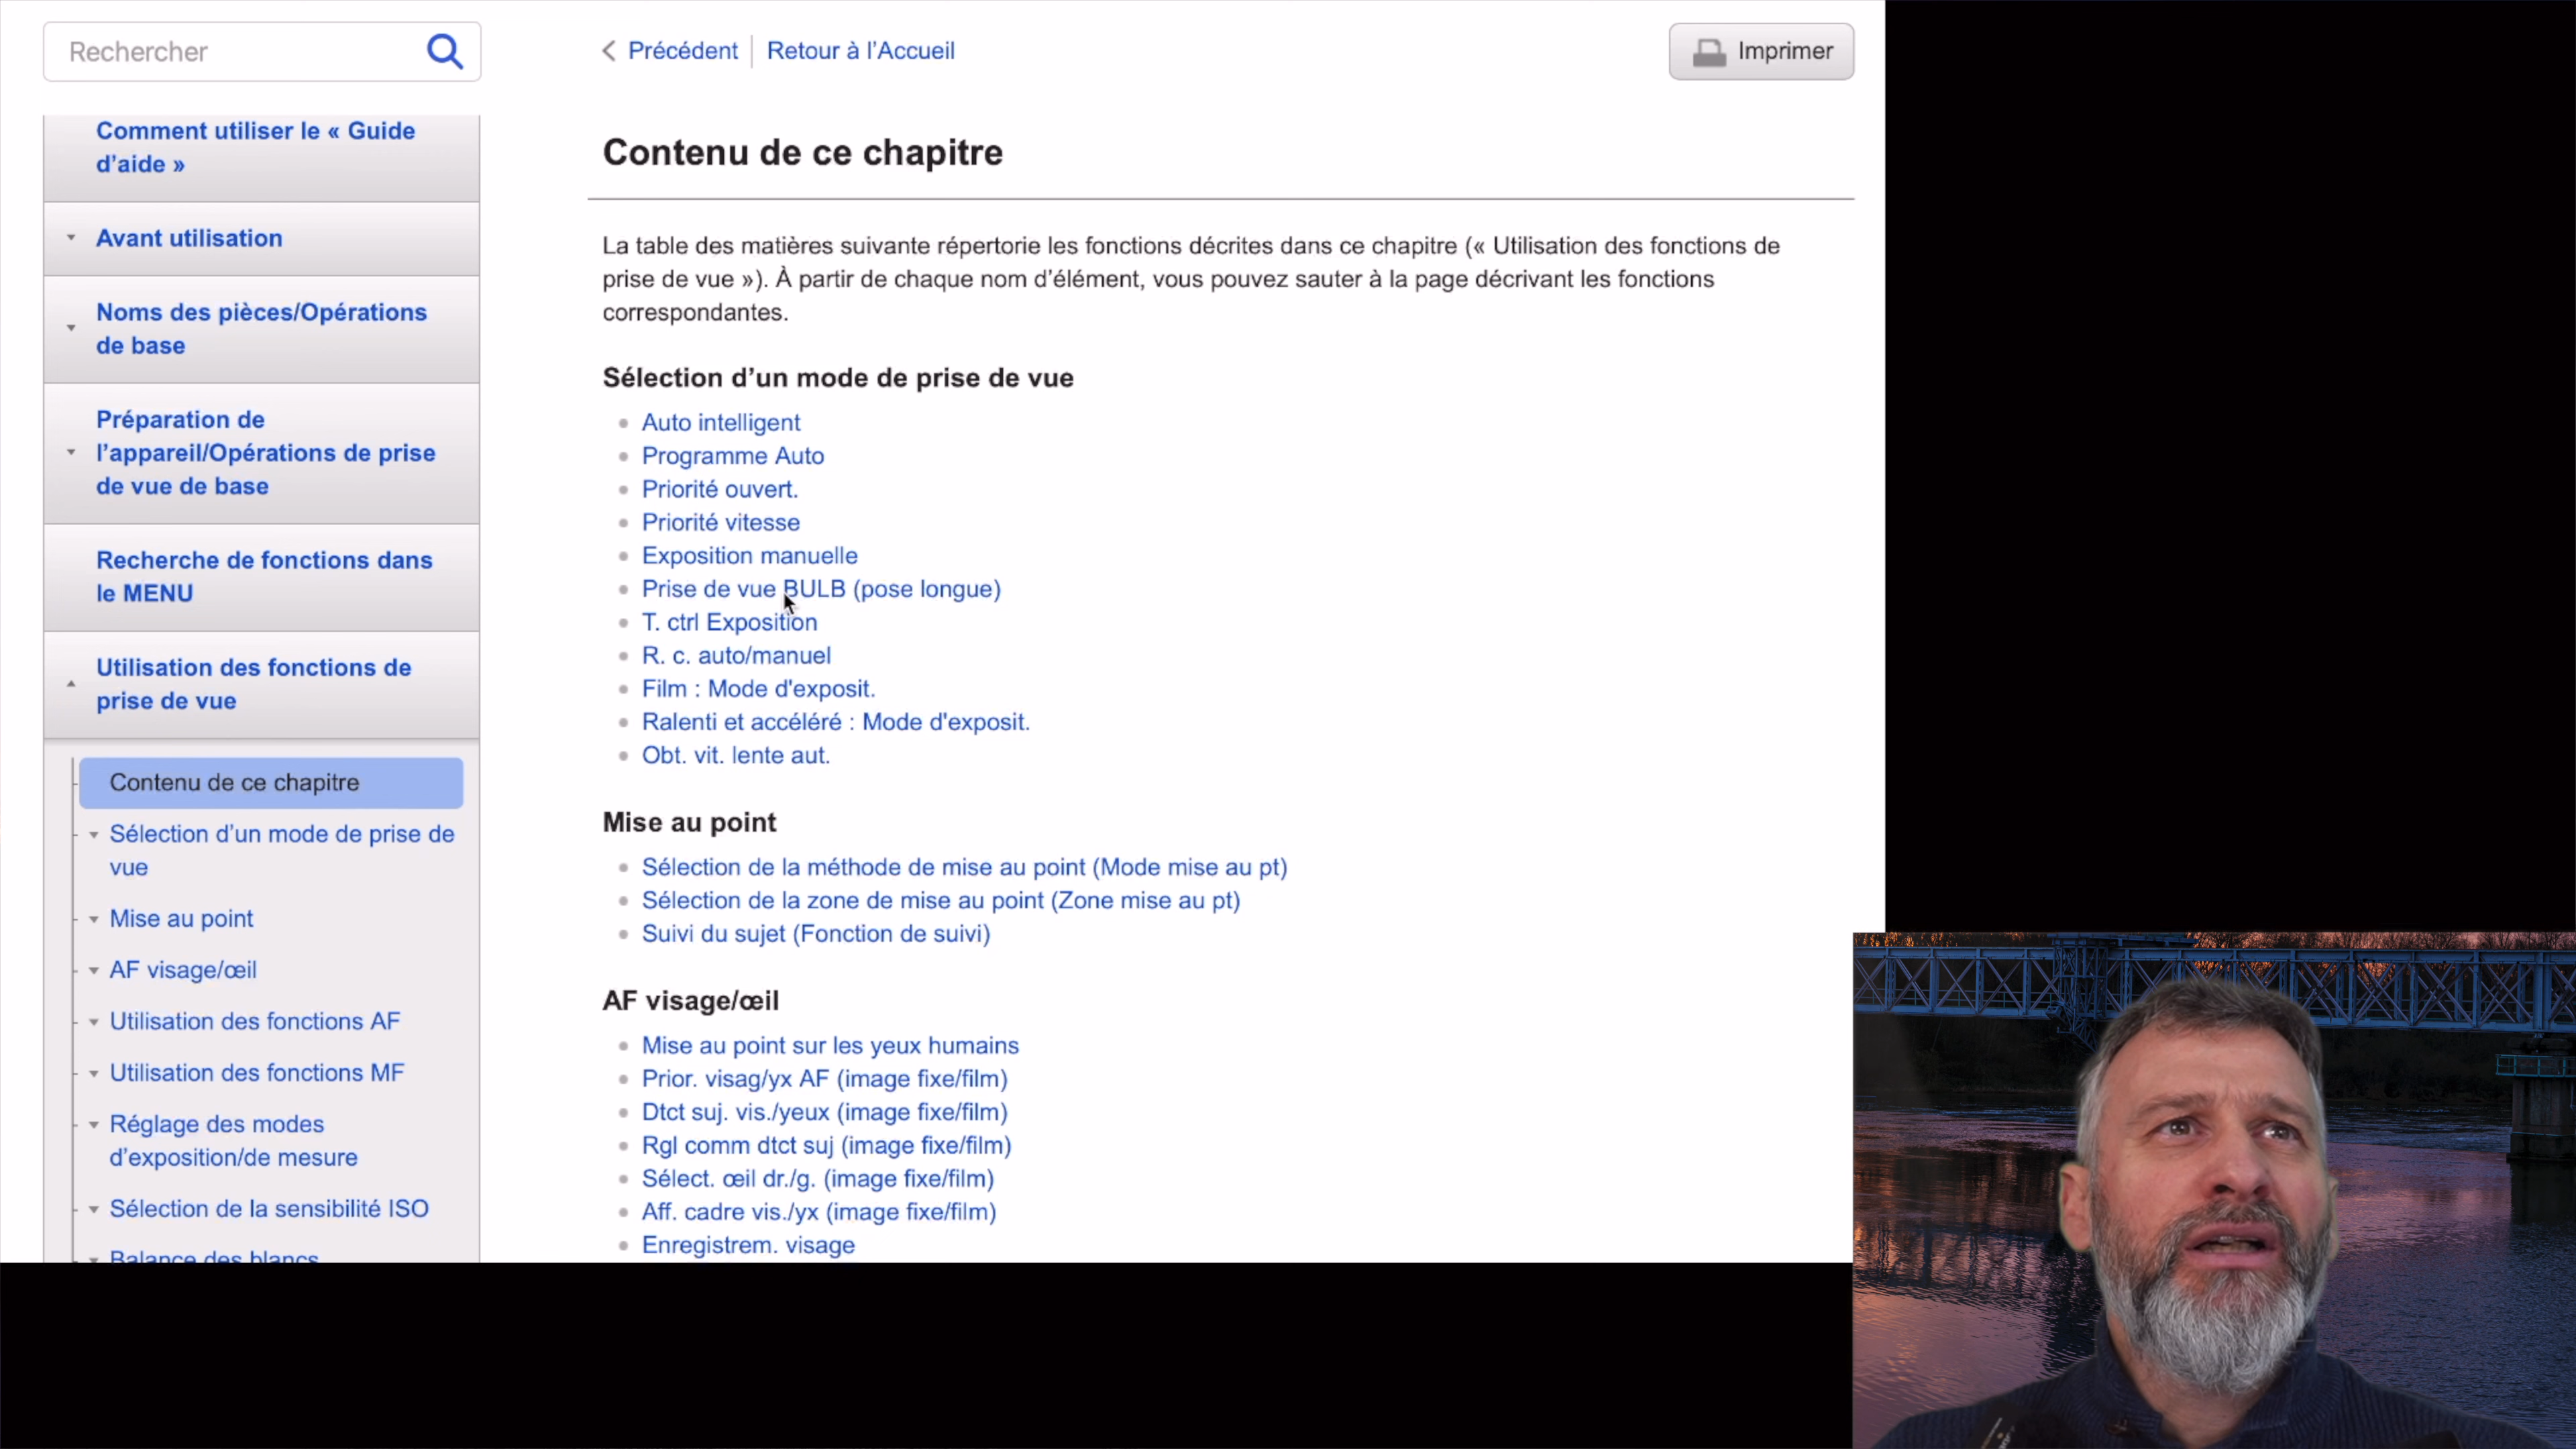 Rechercher
Précédent
Retour à l’Accueil
Imprimer
Comment utiliser le « Guide
d’aide »
Avant utilisation
Noms des pièces/Opérations
de base
Préparation de
l’appareil/Opérations de prise
de vue de base
Recherche de fonctions dans
le MENU
Utilisation des fonctions de
prise de vue
Contenu de ce chapitre
Sélection d’un mode de prise de
vue
Mise au point
AF visage/œil
Utilisation des fonctions AF
Utilisation des fonctions MF
Réglage des modes
d’exposition/de mesure
Sélection de la sensibilité ISO
Balance des blancs
Contenu de ce chapitre
La table des matières suivante répertorie les fonctions décrites dans ce chapitre (« Utilisation des fonctions de
prise de vue »). À partir de chaque nom d’élément, vous pouvez sauter à la page décrivant les fonctions
correspondantes.
Sélection d’un mode de prise de vue
Auto intelligent
Programme Auto
Priorité ouvert.
Priorité vitesse
Exposition manuelle
Prise de vue BULB (pose longue)
T. ctrl Exposition
R. c. auto/manuel
Film : Mode d'exposit.
Ralenti et accéléré : Mode d'exposit.
Obt. vit. lente aut.
Mise au point
Sélection de la méthode de mise au point (Mode mise au pt)
Sélection de la zone de mise au point (Zone mise au pt)
Suivi du sujet (Fonction de suivi)
AF visage/œil
Mise au point sur les yeux humains
Prior. visag/yx AF (image fixe/film)
Dtct suj. vis./yeux (image fixe/film)
Rgl comm dtct suj (image fixe/film)
Sélect. œil dr./g. (image fixe/film)
Aff. cadre vis./yx (image fixe/film)
Enregistrem. visage